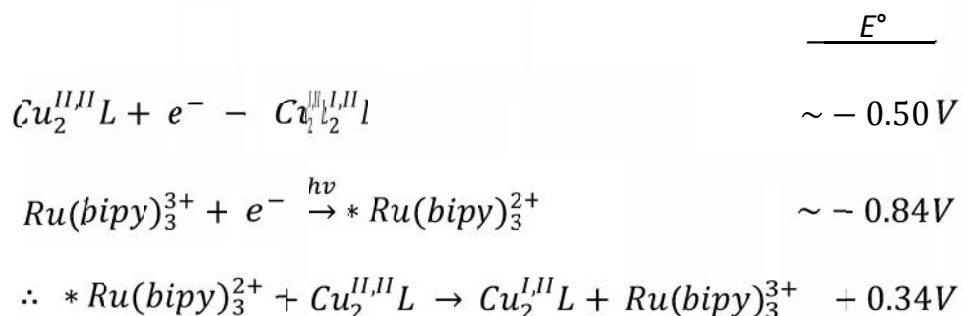 E°
Cu₂^{II,II}L + e⁻ − ∼ − 0.50 V
Ru(bipy)₃³⁺ + e⁻ →^{hν} * Ru(bipy)₃²⁺ ∼ − 0.84V
∴ * Ru(bipy)₃²⁺ + Cu₂^{II,II}L → Cu₂^{I,II}L + Ru(bipy)₃³⁺ + 0.34V